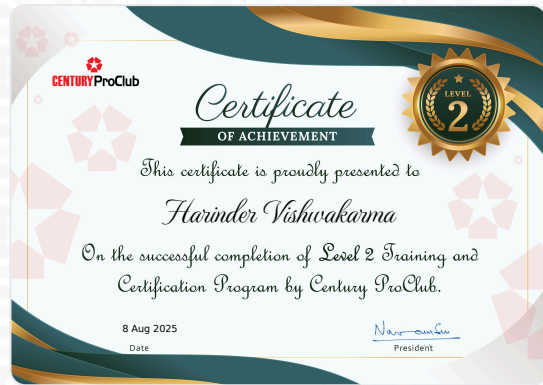 CENTURY ProClub
Certificate
OF ACHIEVEMENT
LEVEL
2
This certificate is proudly presented to
Harinder Vishwakarma
On the successful completion of Level 2 Training and
Certification Program by Century ProClub.
8 Aug 2025
Date
President